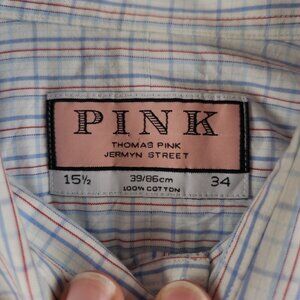 PINK
THOMAS PINK
JERMYN STREET
15½ 39/86cm 34
100% COTTON